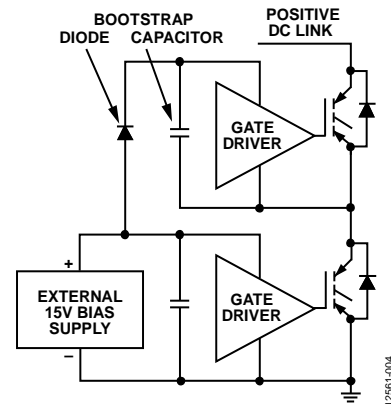 BOOTSTRAP
DIODE CAPACITOR
POSITIVE
DC LINK
GATE
DRIVER
+
EXTERNAL
15V BIAS
SUPPLY
–
GATE
DRIVER
12561-004